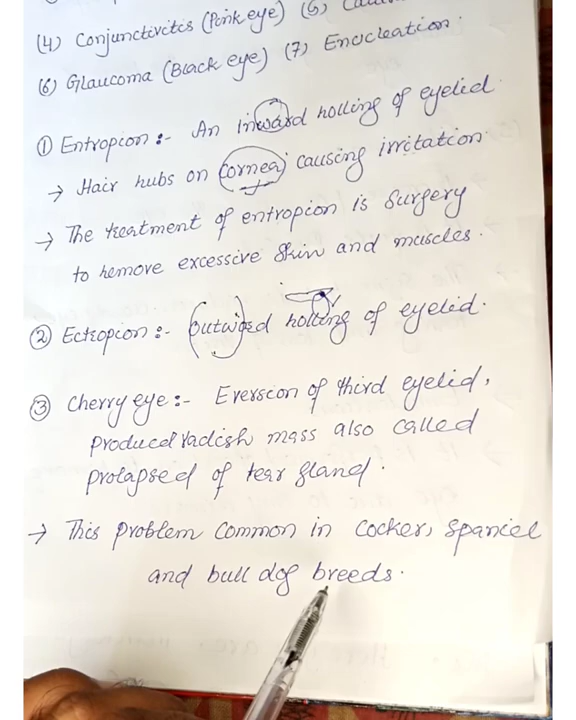 (4) Conjunctivitis (Pink eye) (5)
(6) Glaucoma (Black eye) (7) Enucleation.
① Entropion :- An inward rolling of eyelid
→ Hair rubs on (cornea) causing irritation
→ The treatment of entropion is surgery
to remove excessive skin and muscles.
② Ectropion :- (outward) rolling of eyelid.
③ Cherry eye :- Eversion of third eyelid,
produced radish mass also called
prolapsed of tear gland.
→ This problem common in cocker, spaniel
and bull dog breeds.